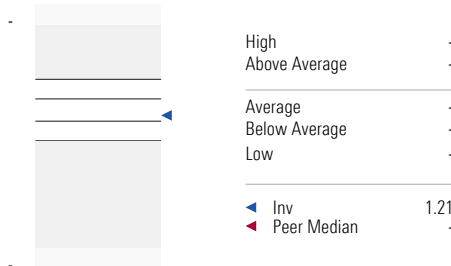 -
High -
Above Average -
Average -
Below Average -
Low -
◄ Inv 1.21
◄ Peer Median -